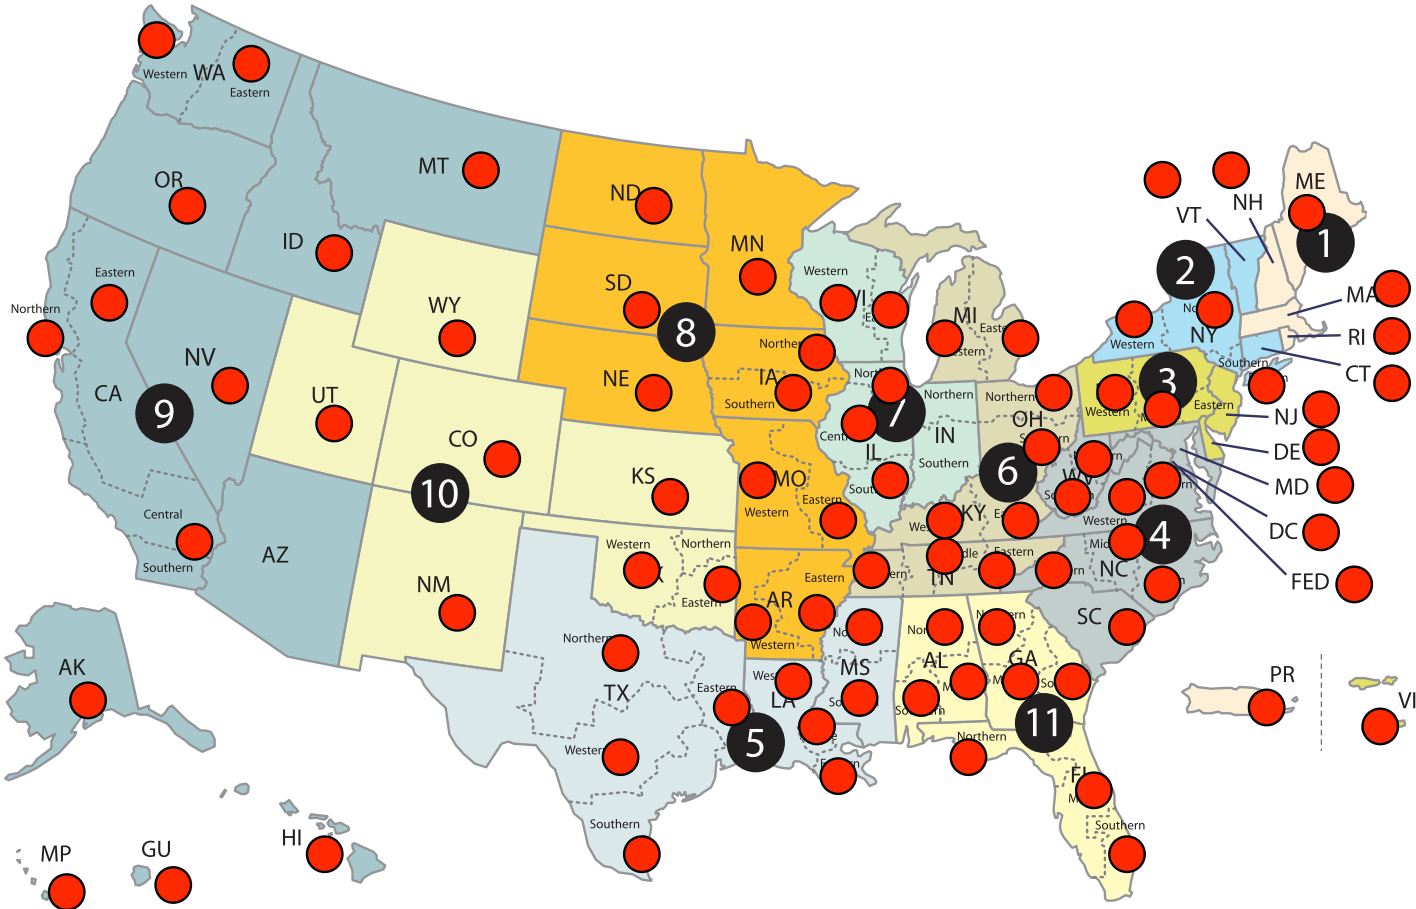 Western
WA
Eastern
MT
OR
ID
ND
MN
SD
8
WY
NE
Eastern
Northern
NV
CA
9
UT
CO
10
KS
Central
Southern
AZ
NM
Western
Northern
Eastern
Northern
TX
Eastern
Western
Southern
5
IA
Southern
MO
Western
Eastern
AR
Eastern
Western
MS
LA
Western
7
IL
Northern
IN
Southern
MI
Northern
OH
6
KY
TN
Eastern
AL
GA
11
Northern
FL
Southern
Western
NY
2
Southern
3
Western
Eastern
4
Western
NC
SC
VT
NH
ME
1
MA
RI
CT
NJ
DE
MD
DC
FED
PR
VI
AK
HI
MP
GU